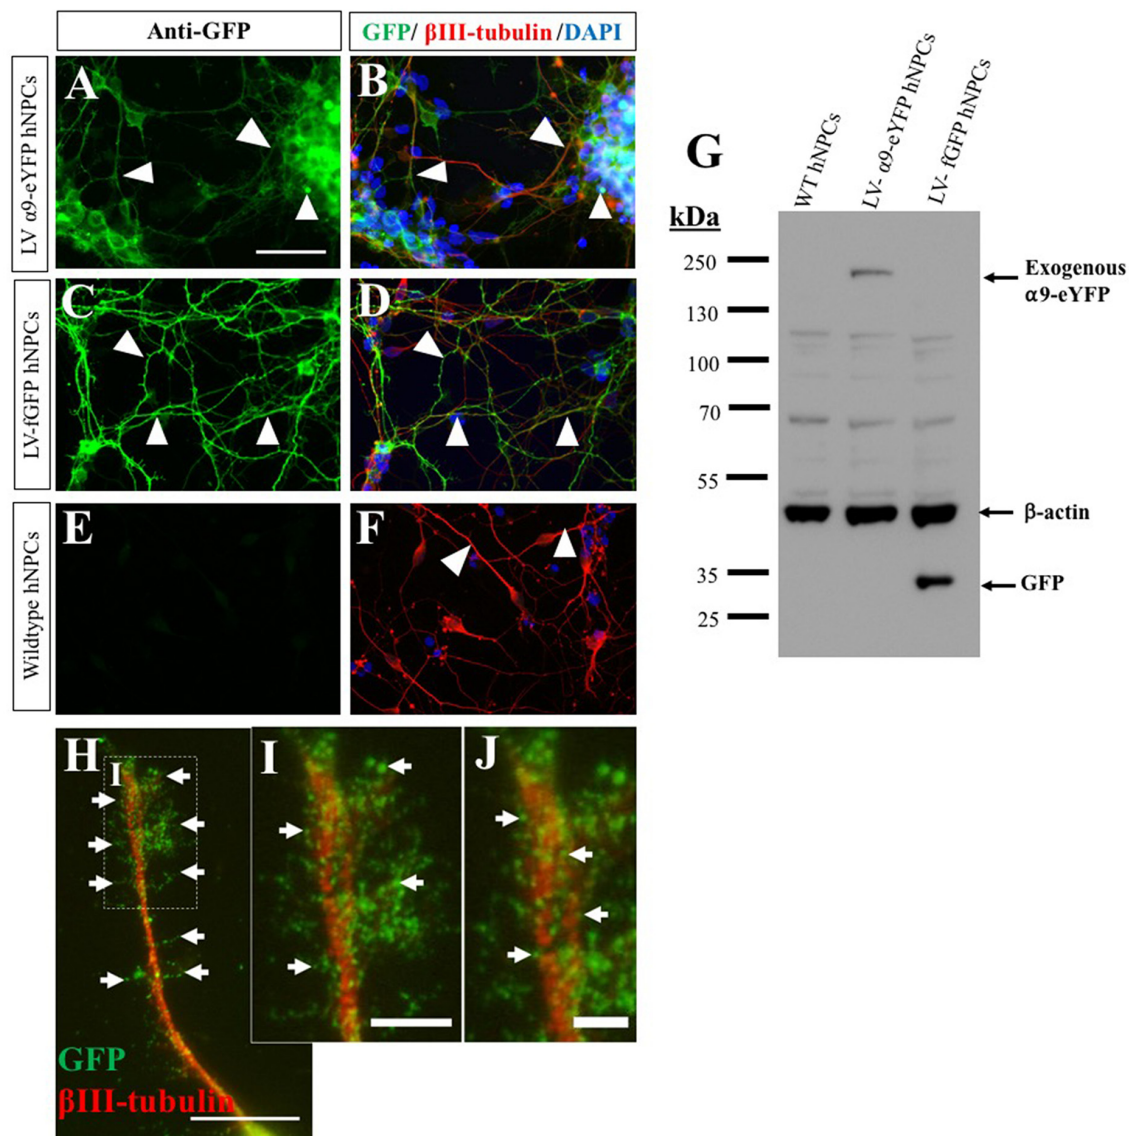 Anti-GFP
GFP/ βIII-tubulin /DAPI
LV α9-eYFP hNPCs
A
B
LV-fGFP hNPCs
C
D
Wildtype hNPCs
E
F
G
WT hNPCs
LV- α9-eYFP hNPCs
LV- fGFP hNPCs
kDa
250
130
100
70
55
35
25
Exogenous
α9-eYFP
β-actin
GFP
H
I
I
J
GFP
βIII-tubulin